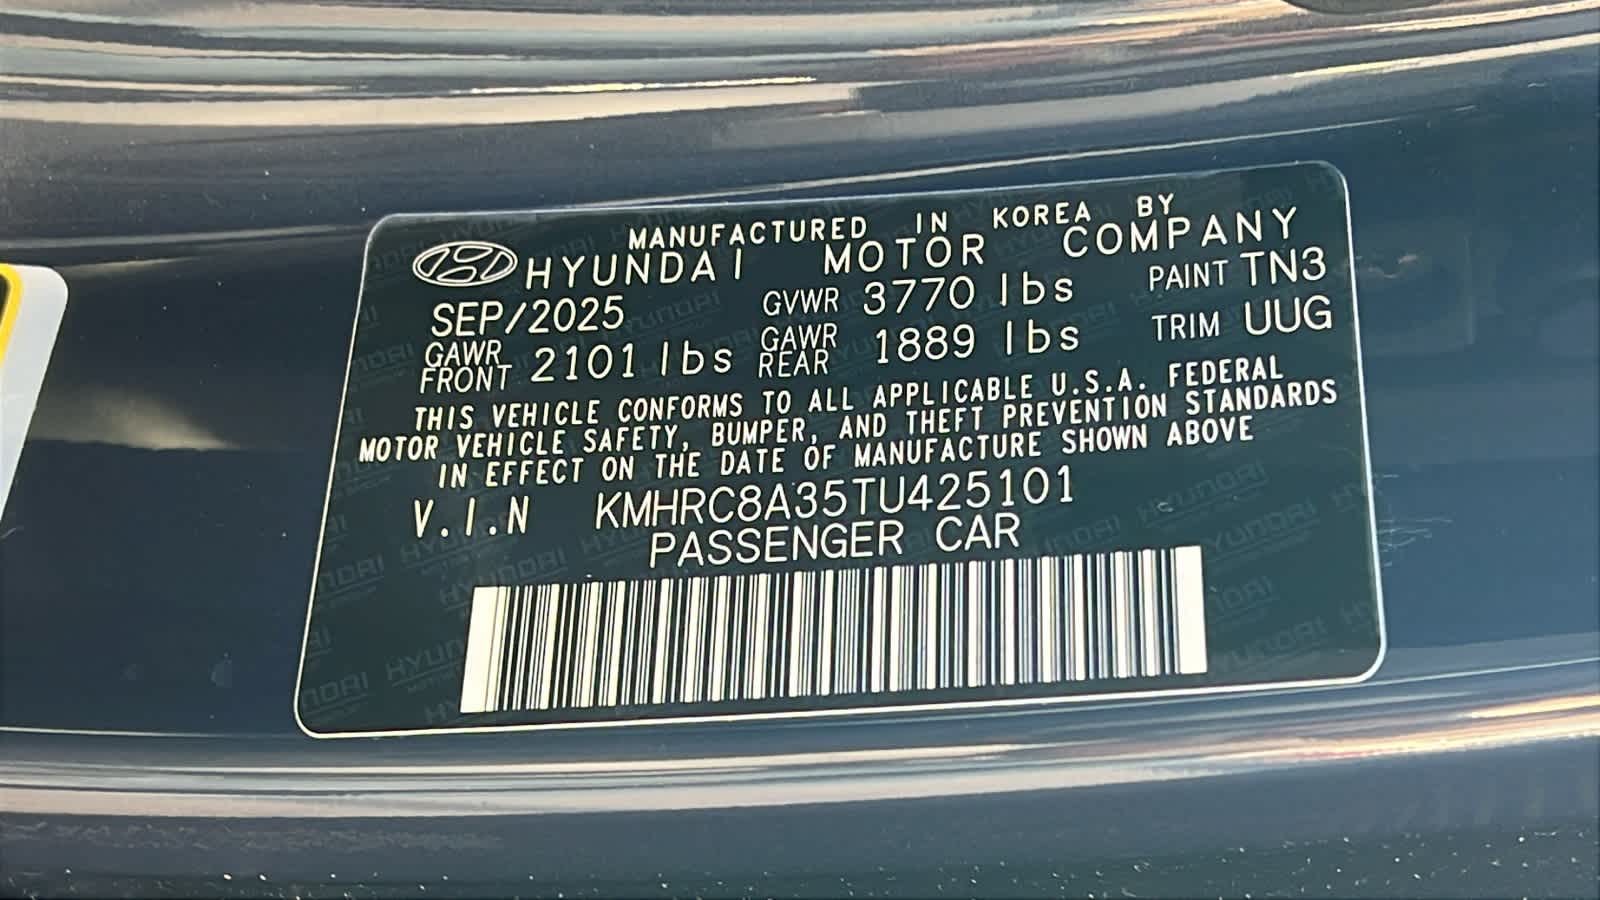 MANUFACTURED IN KOREA BY
HYUNDAI MOTOR COMPANY
SEP/2025 GVWR 3770 lbs PAINT TN3
GAWR FRONT 2101 lbs GAWR REAR 1889 lbs TRIM UUG
THIS VEHICLE CONFORMS TO ALL APPLICABLE U.S.A. FEDERAL
MOTOR VEHICLE SAFETY, BUMPER, AND THEFT PREVENTION STANDARDS
IN EFFECT ON THE DATE OF MANUFACTURE SHOWN ABOVE
V.I.N KMHRC8A35TU425101
PASSENGER CAR